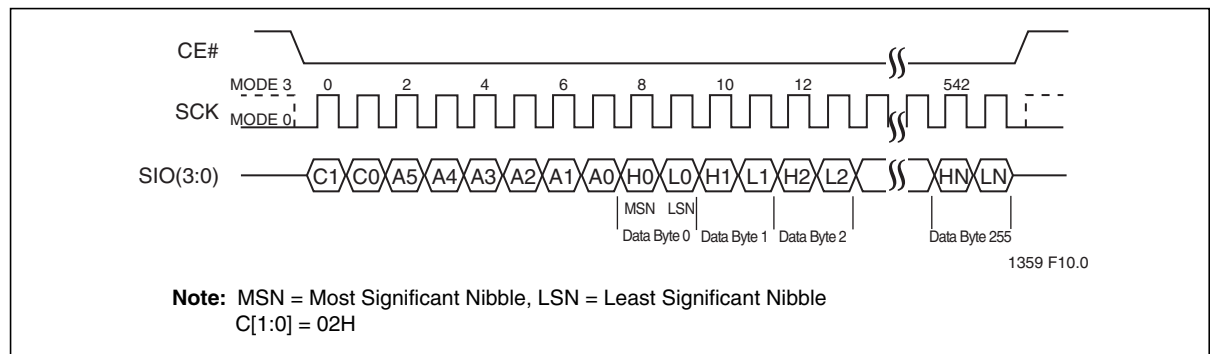 CE#
MODE 3 0 2 4 6 8 10 12 542
SCK
MODE 0
SIO(3:0) C1 C0 A5 A4 A3 A2 A1 A0 H0 L0 H1 L1 H2 L2 HN LN
MSN LSN
Data Byte 0 Data Byte 1 Data Byte 2 Data Byte 255
1359 F10.0
Note: MSN = Most Significant Nibble, LSN = Least Significant Nibble
C[1:0] = 02H